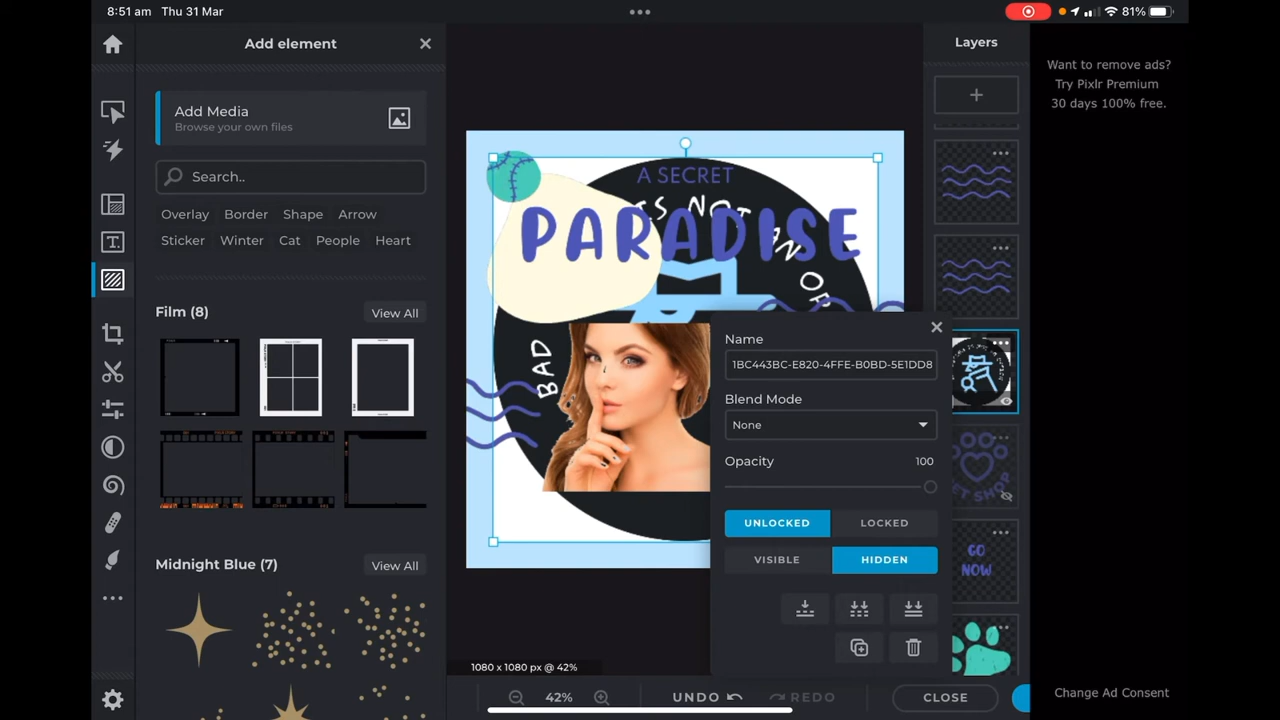 8:51 am Thu 31 Mar
81%
Add element
Layers
Want to remove ads?
Try Pixlr Premium
30 days 100% free.
Add Media
Browse your own files
Search..
Overlay Border Shape Arrow
Sticker Winter Cat People Heart
Film (8)
View All
A SECRET
IS NOT AN OP
PARADISE
BAD
Name
1BC443BC-E820-4FFE-B0BD-5E1DD8
Blend Mode
None
Opacity 100
UNLOCKED LOCKED
VISIBLE HIDDEN
GO
NOW
Midnight Blue (7)
View All
1080 x 1080 px @ 42%
42%
UNDO
REDO
CLOSE
Change Ad Consent